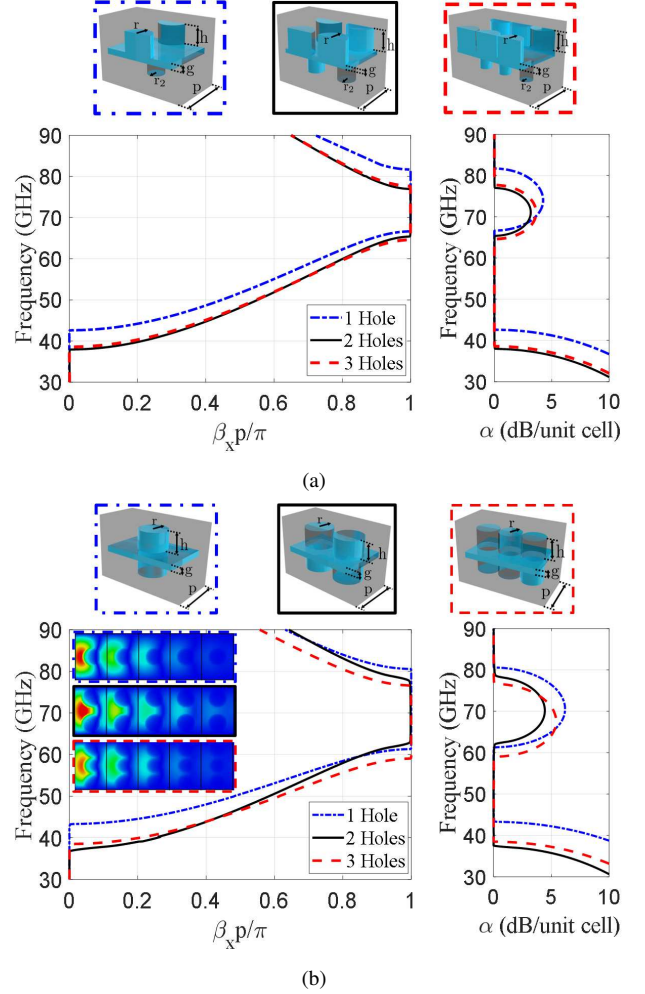 r h g r₂ p
r h g r₂ p
r h g r₂ p
90
80
70
60
50
40
30
Frequency (GHz)
0 0.2 0.4 0.6 0.8 1
βₓp/π
1 Hole
2 Holes
3 Holes
90
80
70
60
50
40
30
Frequency (GHz)
0 5 10
α (dB/unit cell)
(a)
r h g p
r h g p
r h g p
90
80
70
60
50
40
30
Frequency (GHz)
0 0.2 0.4 0.6 0.8 1
βₓp/π
1 Hole
2 Holes
3 Holes
90
80
70
60
50
40
30
Frequency (GHz)
0 5 10
α (dB/unit cell)
(b)